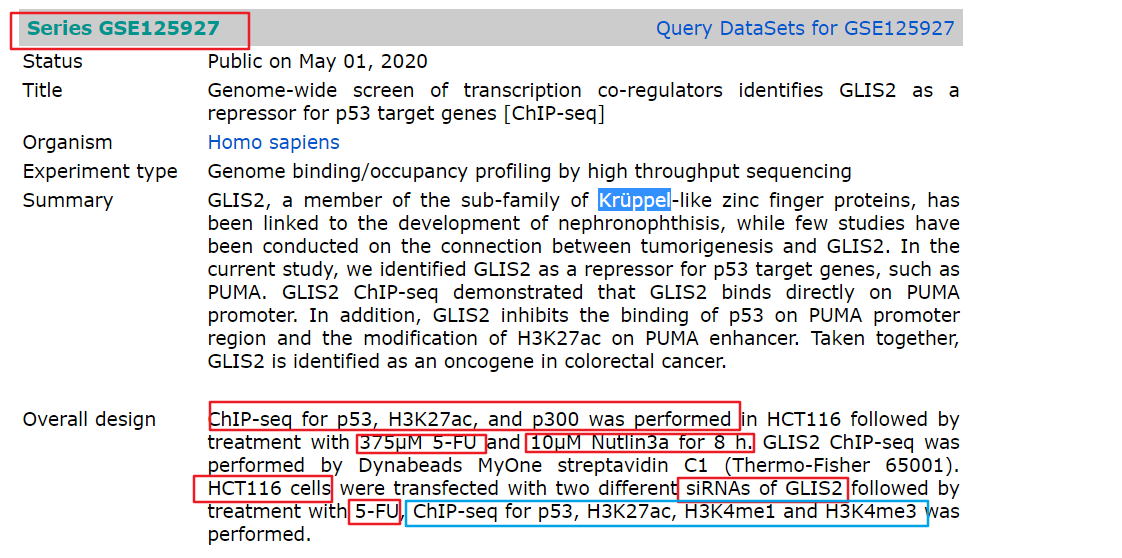 Series GSE125927 Query DataSets for GSE125927
Status Public on May 01, 2020
Title Genome-wide screen of transcription co-regulators identifies GLIS2 as a
repressor for p53 target genes [ChIP-seq]
Organism Homo sapiens
Experiment type Genome binding/occupancy profiling by high throughput sequencing
Summary GLIS2, a member of the sub-family of Krüppel-like zinc finger proteins, has
been linked to the development of nephronophthisis, while few studies have
been conducted on the connection between tumorigenesis and GLIS2. In the
current study, we identified GLIS2 as a repressor for p53 target genes, such as
PUMA. GLIS2 ChIP-seq demonstrated that GLIS2 binds directly on PUMA
promoter. In addition, GLIS2 inhibits the binding of p53 on PUMA promoter
region and the modification of H3K27ac on PUMA enhancer. Taken together,
GLIS2 is identified as an oncogene in colorectal cancer.
Overall design ChIP-seq for p53, H3K27ac, and p300 was performed in HCT116 followed by
treatment with 375μM 5-FU and 10μM Nutlin3a for 8 h. GLIS2 ChIP-seq was
performed by Dynabeads MyOne streptavidin C1 (Thermo-Fisher 65001).
HCT116 cells were transfected with two different siRNAs of GLIS2 followed by
treatment with 5-FU, ChIP-seq for p53, H3K27ac, H3K4me1 and H3K4me3 was
performed.